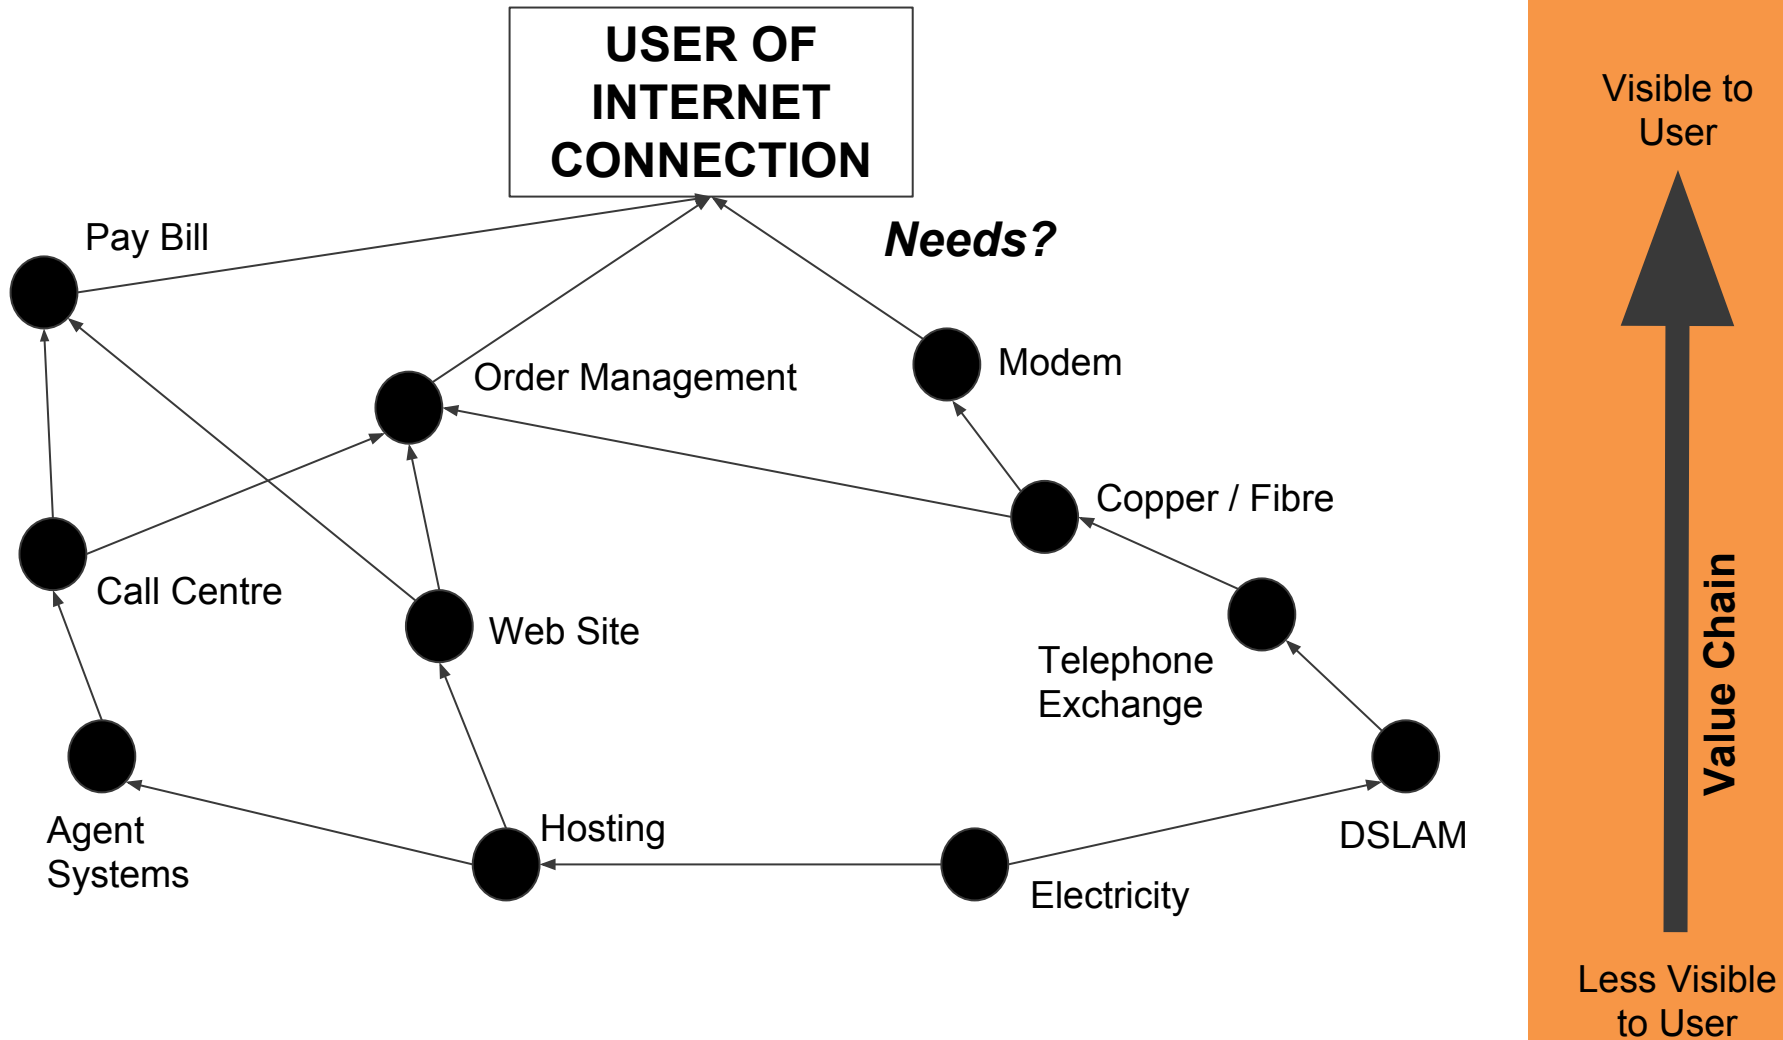 USER OF
INTERNET
CONNECTION
Visible to
User
Pay Bill
Needs?
Order Management
Modem
Copper / Fibre
Call Centre
Web Site
Telephone
Exchange
Value Chain
Agent
Systems
Hosting
DSLAM
Electricity
Less Visible
to User